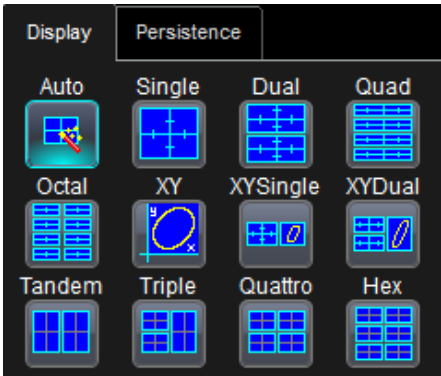 Display Persistence
Auto Single Dual Quad
Octal XY XYSingle XYDual
y
x
Tandem Triple Quattro Hex